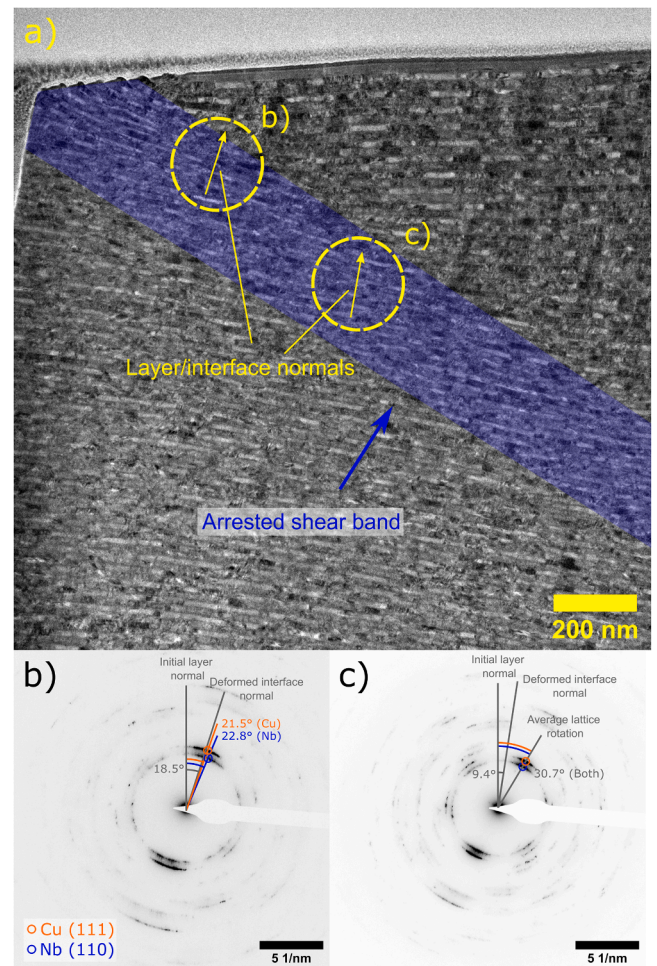 a)
b)
c)
Layer/interface normals
Arrested shear band
200 nm
b)
Initial layer
normal
Deformed interface
normal
21.5° (Cu)
22.8° (Nb)
18.5°
Cu (111)
Nb (110)
5 1/nm
c)
Initial layer
normal
Deformed interface
normal
Average lattice
rotation
9.4°
30.7° (Both)
5 1/nm